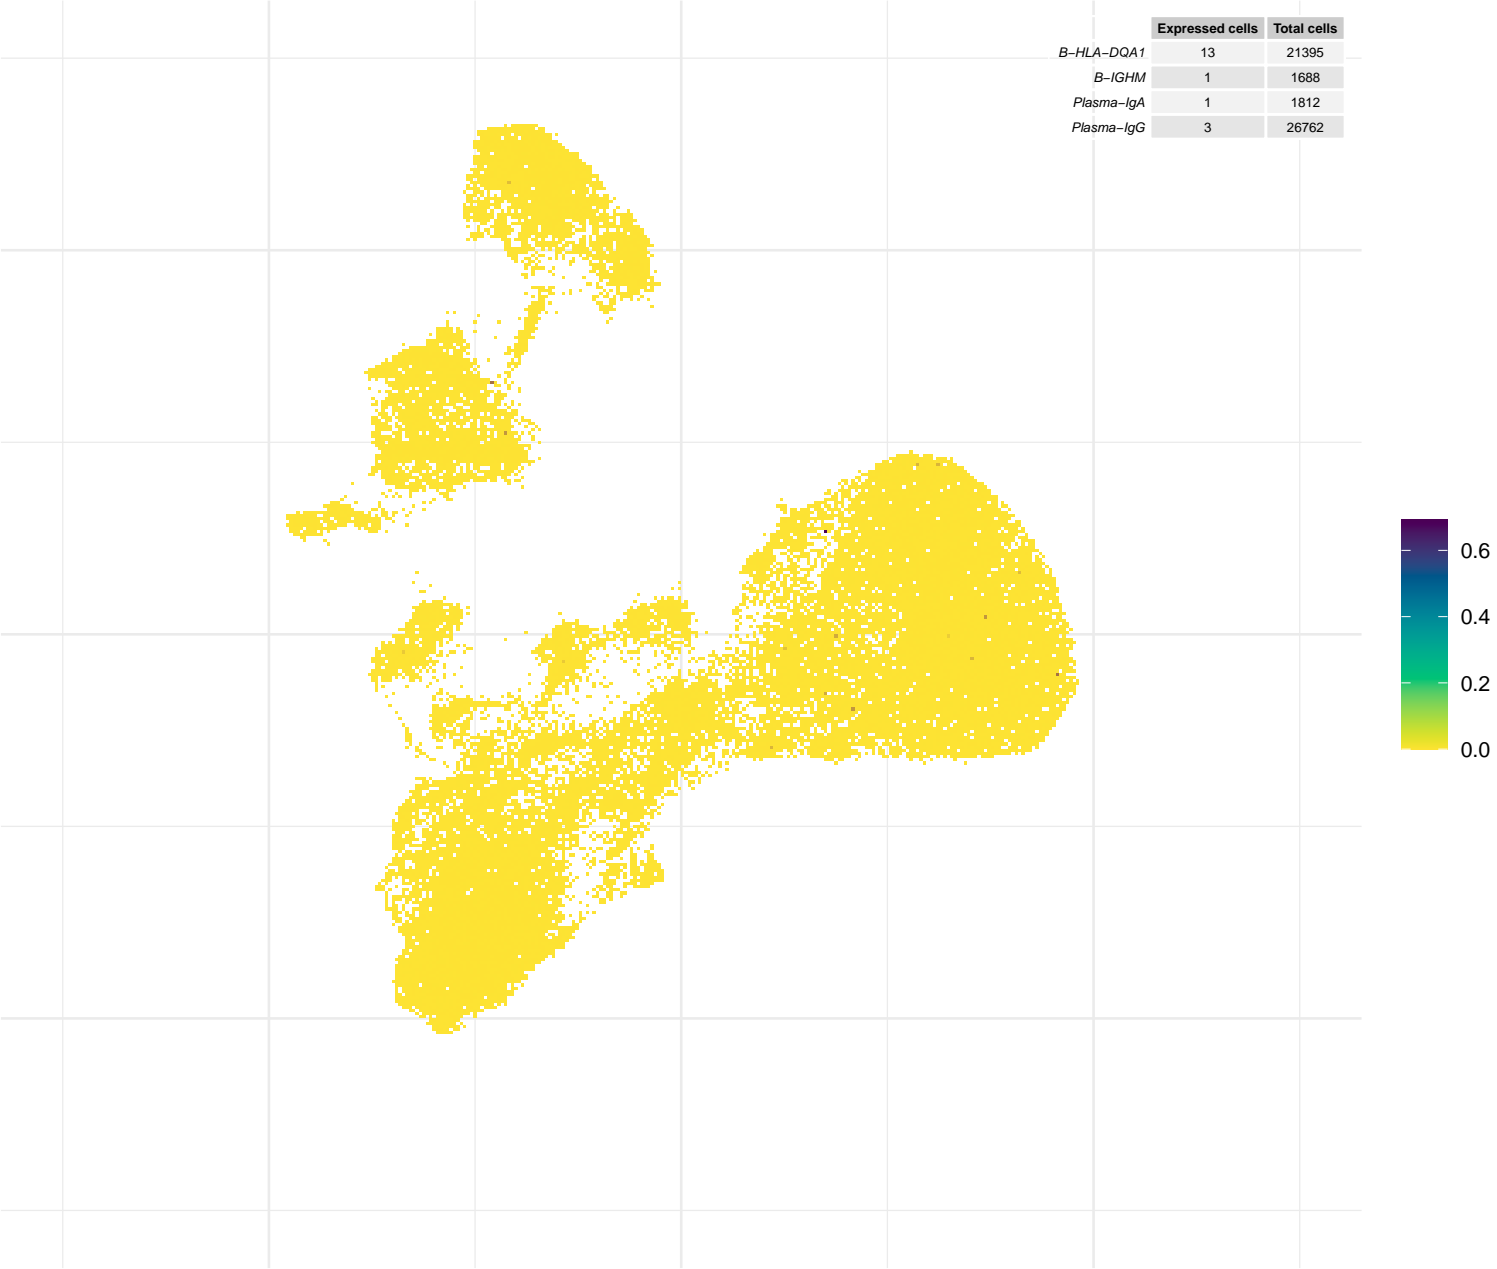 Expressed cells Total cells
B−HLA−DQA1 13 21395
B−IGHM 1 1688
Plasma−IgA 1 1812
Plasma−IgG 3 26762
0.6
0.4
0.2
0.0